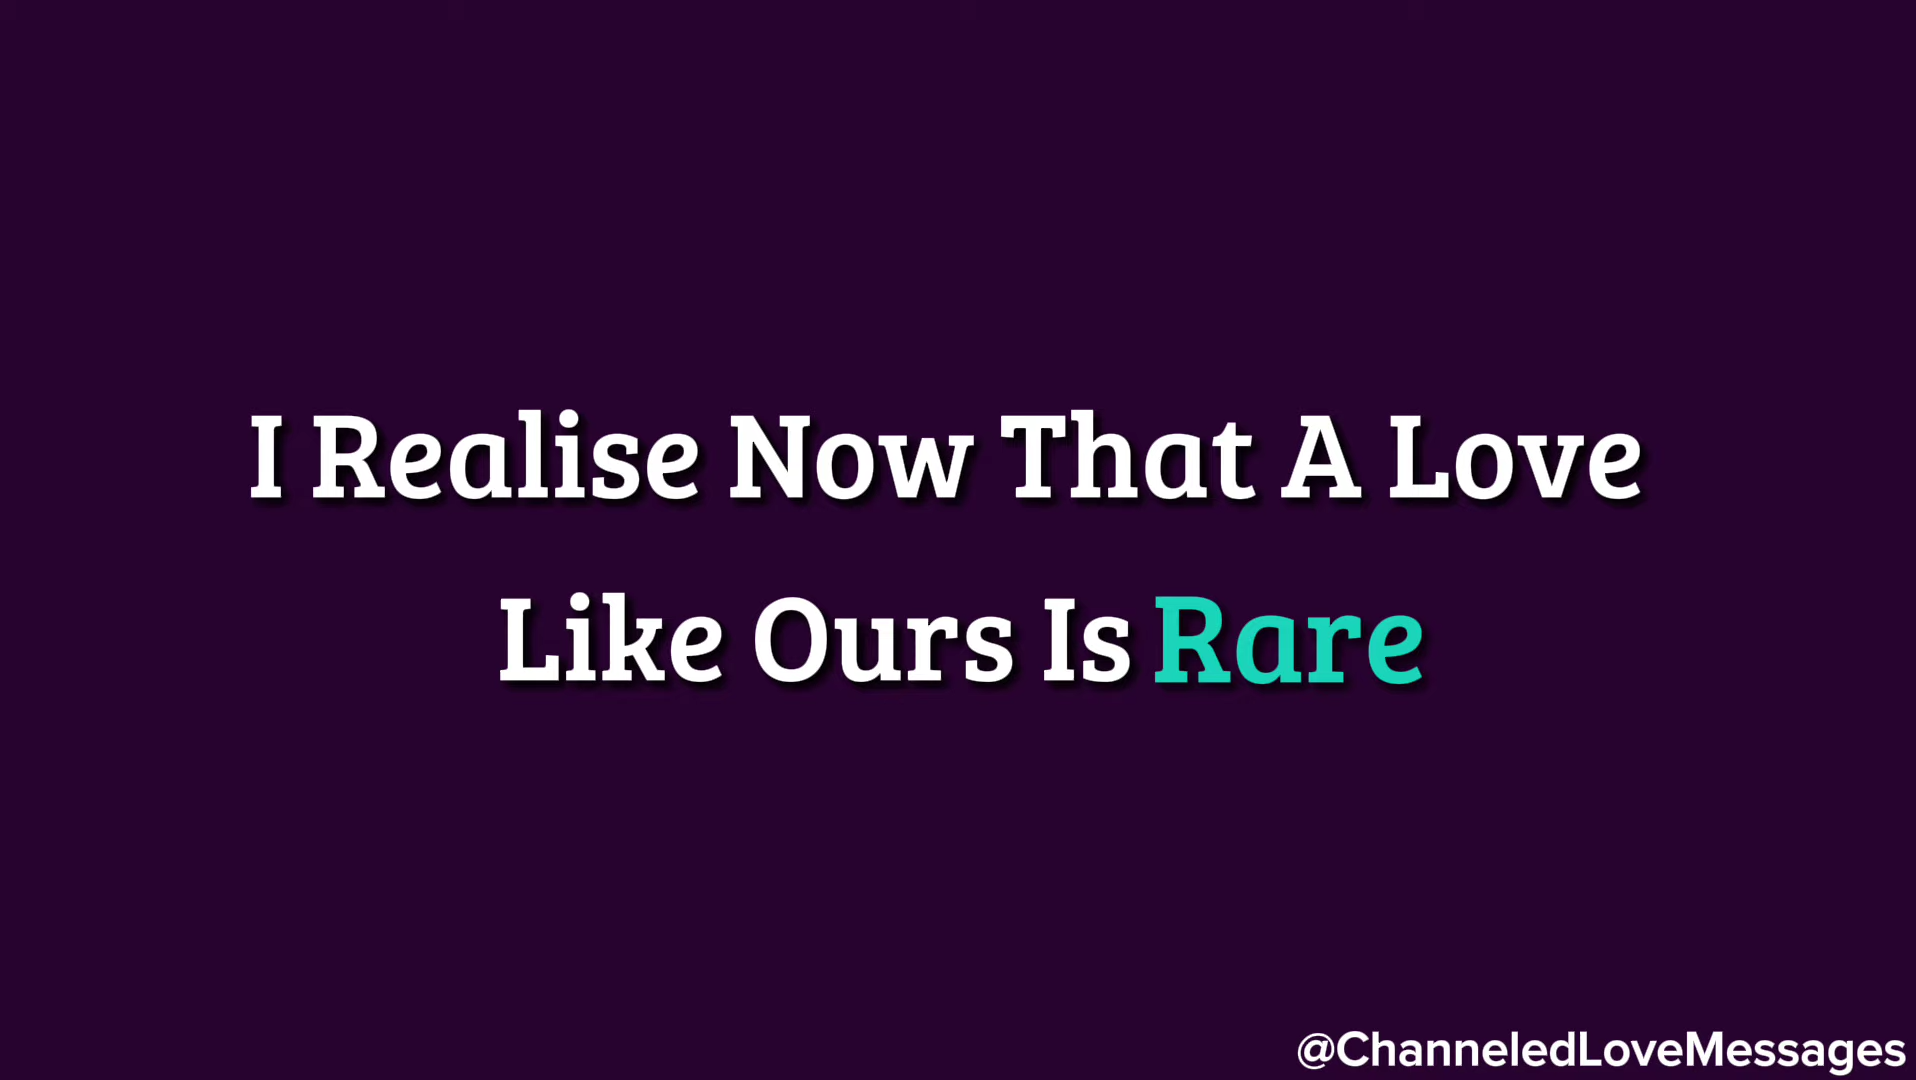 I Realise Now That A Love
Like Ours Is Rare
@ChanneledLoveMessages